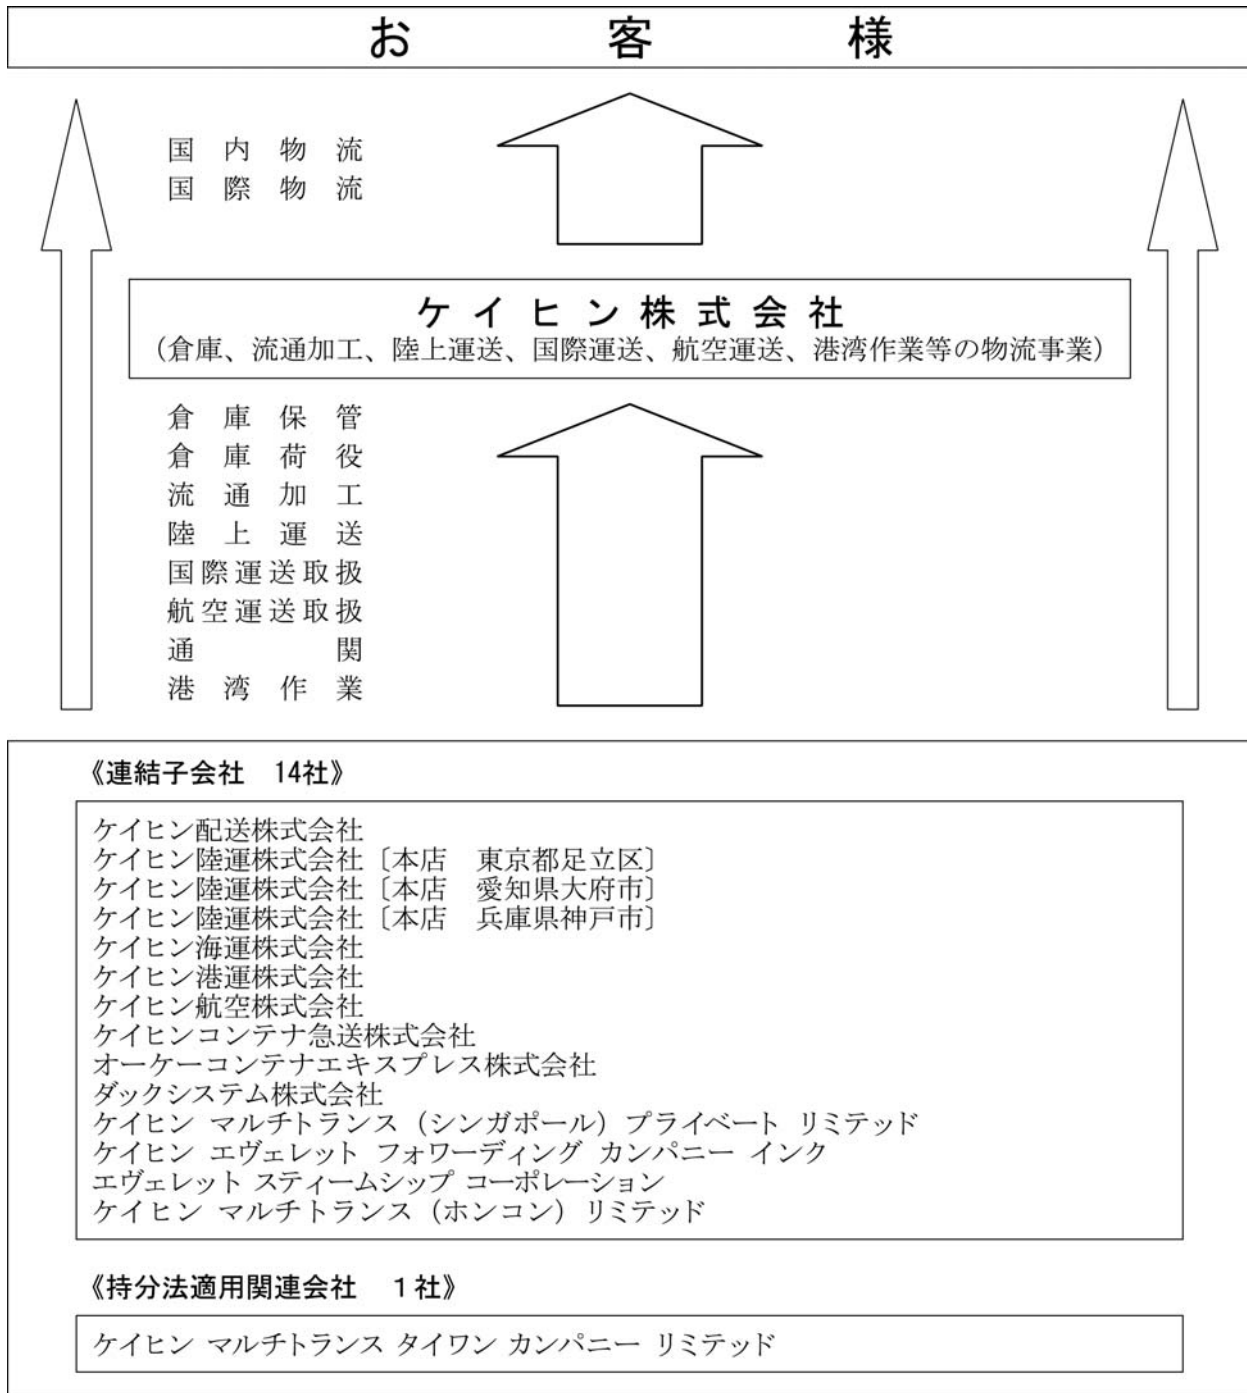 お客様
国内物流
国際物流
ケイヒン株式会社
（倉庫、流通加工、陸上運送、国際運送、航空運送、港湾作業等の物流事業）
倉庫保管
倉庫荷役
流通加工
陸上運送
国際運送取扱
航空運送取扱
通関
港湾作業
《連結子会社　14社》
ケイヒン配送株式会社
ケイヒン陸運株式会社〔本店　東京都足立区〕
ケイヒン陸運株式会社〔本店　愛知県大府市〕
ケイヒン陸運株式会社〔本店　兵庫県神戸市〕
ケイヒン海運株式会社
ケイヒン港運株式会社
ケイヒン航空株式会社
ケイヒンコンテナ急送株式会社
オーケーコンテナエキスプレス株式会社
ダックシステム株式会社
ケイヒン マルチトランス（シンガポール）プライベート リミテッド
ケイヒン エヴェレット フォワーディング カンパニー インク
エヴェレット スティームシップ コーポレーション
ケイヒン マルチトランス（ホンコン）リミテッド
《持分法適用関連会社　１社》
ケイヒン マルチトランス タイワン カンパニー リミテッド